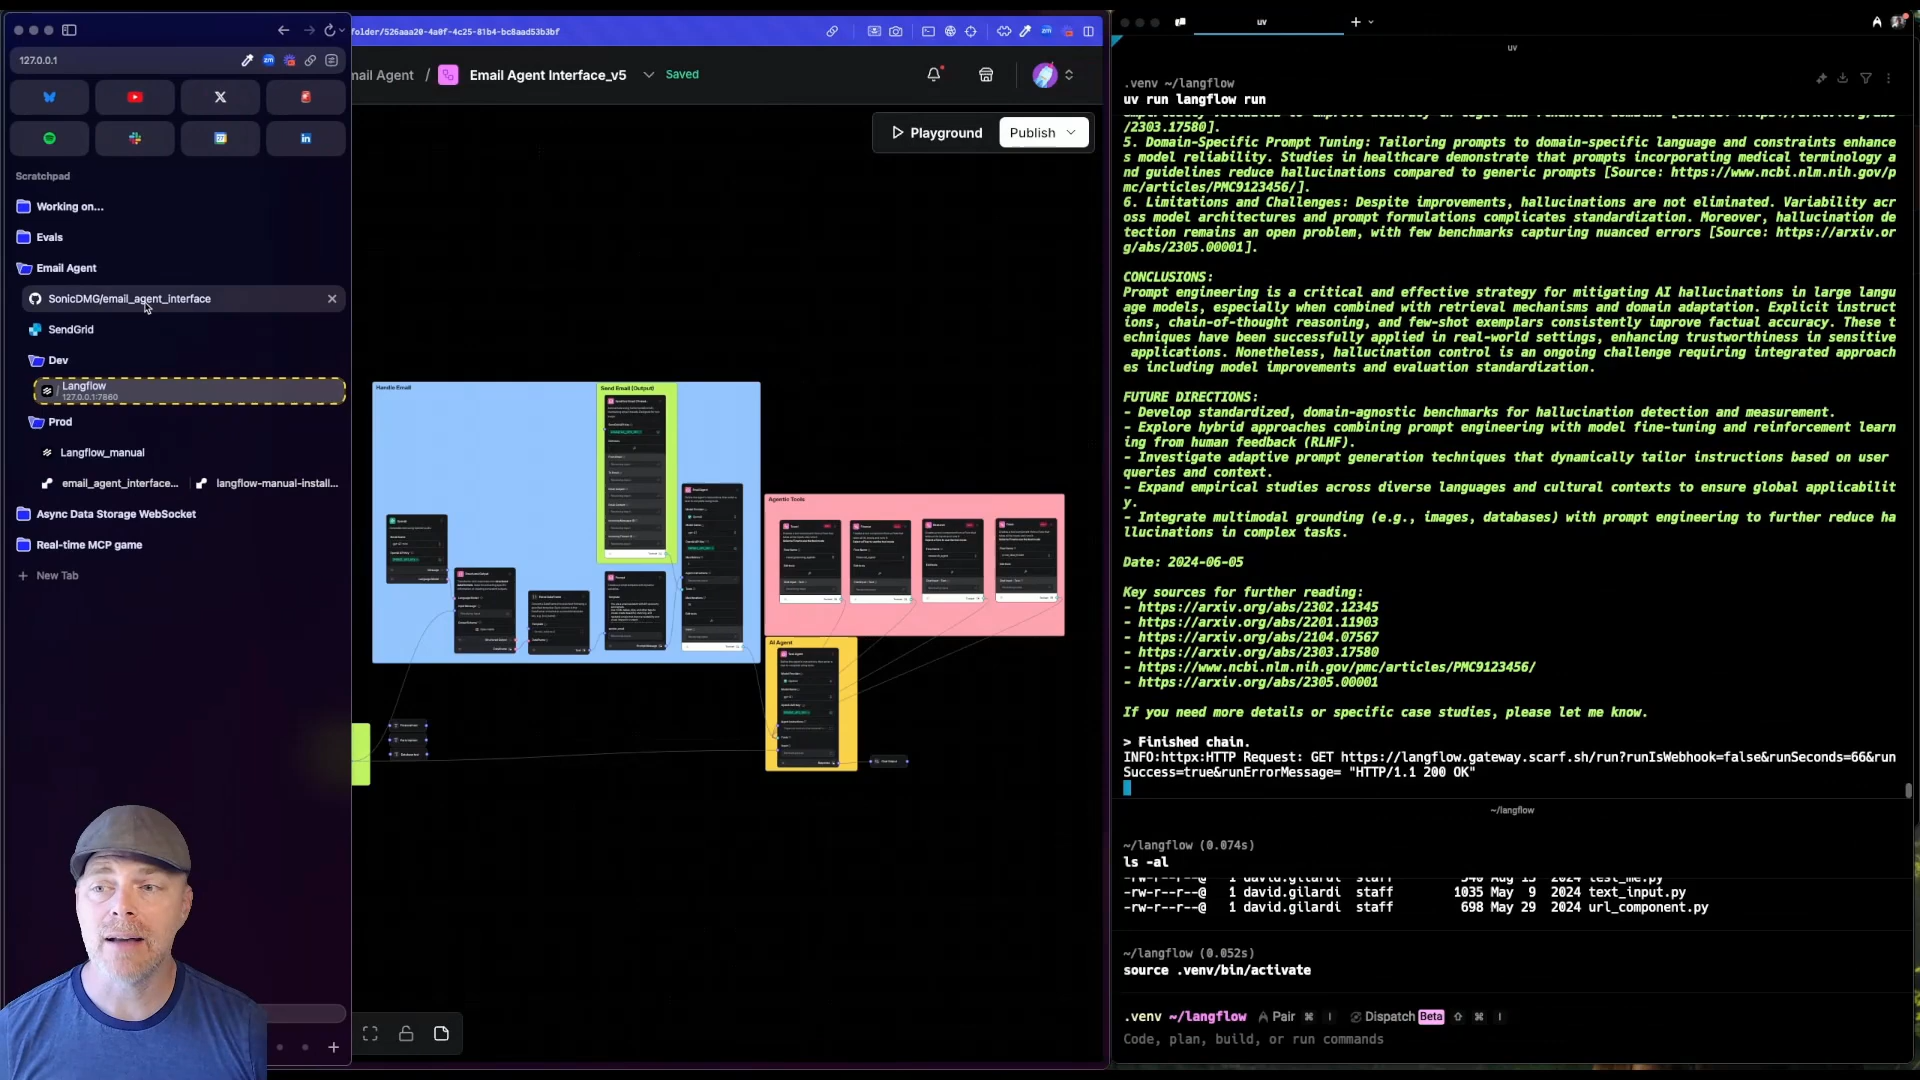 127.0.0.1
Scratchpad
Working on...
Evals
Email Agent
SonicDMG/email_agent_interface
SendGrid
Dev
Langflow
127.0.0.1:7860
Prod
Langflow_manual
email_agent_interface...
langflow-manual-install...
Async Data Storage WebSocket
Real-time MCP game
New Tab
folder/526aaa20-4a0f-4c25-81b4-bc8aad53b3bf
mail Agent / Email Agent Interface_v5 Saved
Playground
Publish
Handle Email
Send Email (Output)
Agentic Tools
AI Agent
uv
uv
.venv ~/langflow
uv run langflow run
/2303.17580].
5. Domain-Specific Prompt Tuning: Tailoring prompts to domain-specific language and constraints enhance
s model reliability. Studies in healthcare demonstrate that prompts incorporating medical terminology a
nd guidelines reduce hallucinations compared to generic prompts [Source: https://www.ncbi.nlm.nih.gov/p
mc/articles/PMC9123456/].
6. Limitations and Challenges: Despite improvements, hallucinations are not eliminated. Variability acr
oss model architectures and prompt formulations complicates standardization. Moreover, hallucination de
tection remains an open problem, with few benchmarks capturing nuanced errors [Source: https://arxiv.or
g/abs/2305.00001].
CONCLUSIONS:
Prompt engineering is a critical and effective strategy for mitigating AI hallucinations in large langu
age models, especially when combined with retrieval mechanisms and domain adaptation. Explicit instruct
ions, chain-of-thought reasoning, and few-shot exemplars consistently improve factual accuracy. These t
echniques have been successfully applied in real-world settings, enhancing trustworthiness in sensitive
applications. Nonetheless, hallucination control is an ongoing challenge requiring integrated approach
es including model improvements and evaluation standardization.
FUTURE DIRECTIONS:
- Develop standardized, domain-agnostic benchmarks for hallucination detection and measurement.
- Explore hybrid approaches combining prompt engineering with model fine-tuning and reinforcement learn
ing from human feedback (RLHF).
- Investigate adaptive prompt generation techniques that dynamically tailor instructions based on user
queries and context.
- Expand empirical studies across diverse languages and cultural contexts to ensure global applicabilit
y.
- Integrate multimodal grounding (e.g., images, databases) with prompt engineering to further reduce ha
llucinations in complex tasks.
Date: 2024-06-05
Key sources for further reading:
- https://arxiv.org/abs/2302.12345
- https://arxiv.org/abs/2201.11903
- https://arxiv.org/abs/2104.07567
- https://arxiv.org/abs/2303.17580
- https://www.ncbi.nlm.nih.gov/pmc/articles/PMC9123456/
- https://arxiv.org/abs/2305.00001
If you need more details or specific case studies, please let me know.
> Finished chain.
INFO:httpx:HTTP Request: GET https://langflow.gateway.scarf.sh/run?runIsWebhook=false&runSeconds=66&run
Success=true&runErrorMessage= "HTTP/1.1 200 OK"
~/langflow
~/langflow (0.074s)
ls -al
-rw-r--r--@ 1 david.gilardi staff 540 Aug 13 2024 test_me.py
-rw-r--r--@ 1 david.gilardi staff 1035 May 9 2024 text_input.py
-rw-r--r--@ 1 david.gilardi staff 698 May 29 2024 url_component.py
~/langflow (0.052s)
source .venv/bin/activate
.venv ~/langflow Pair ⌘ I Dispatch Beta ⇧ ⌘ I
Code, plan, build, or run commands